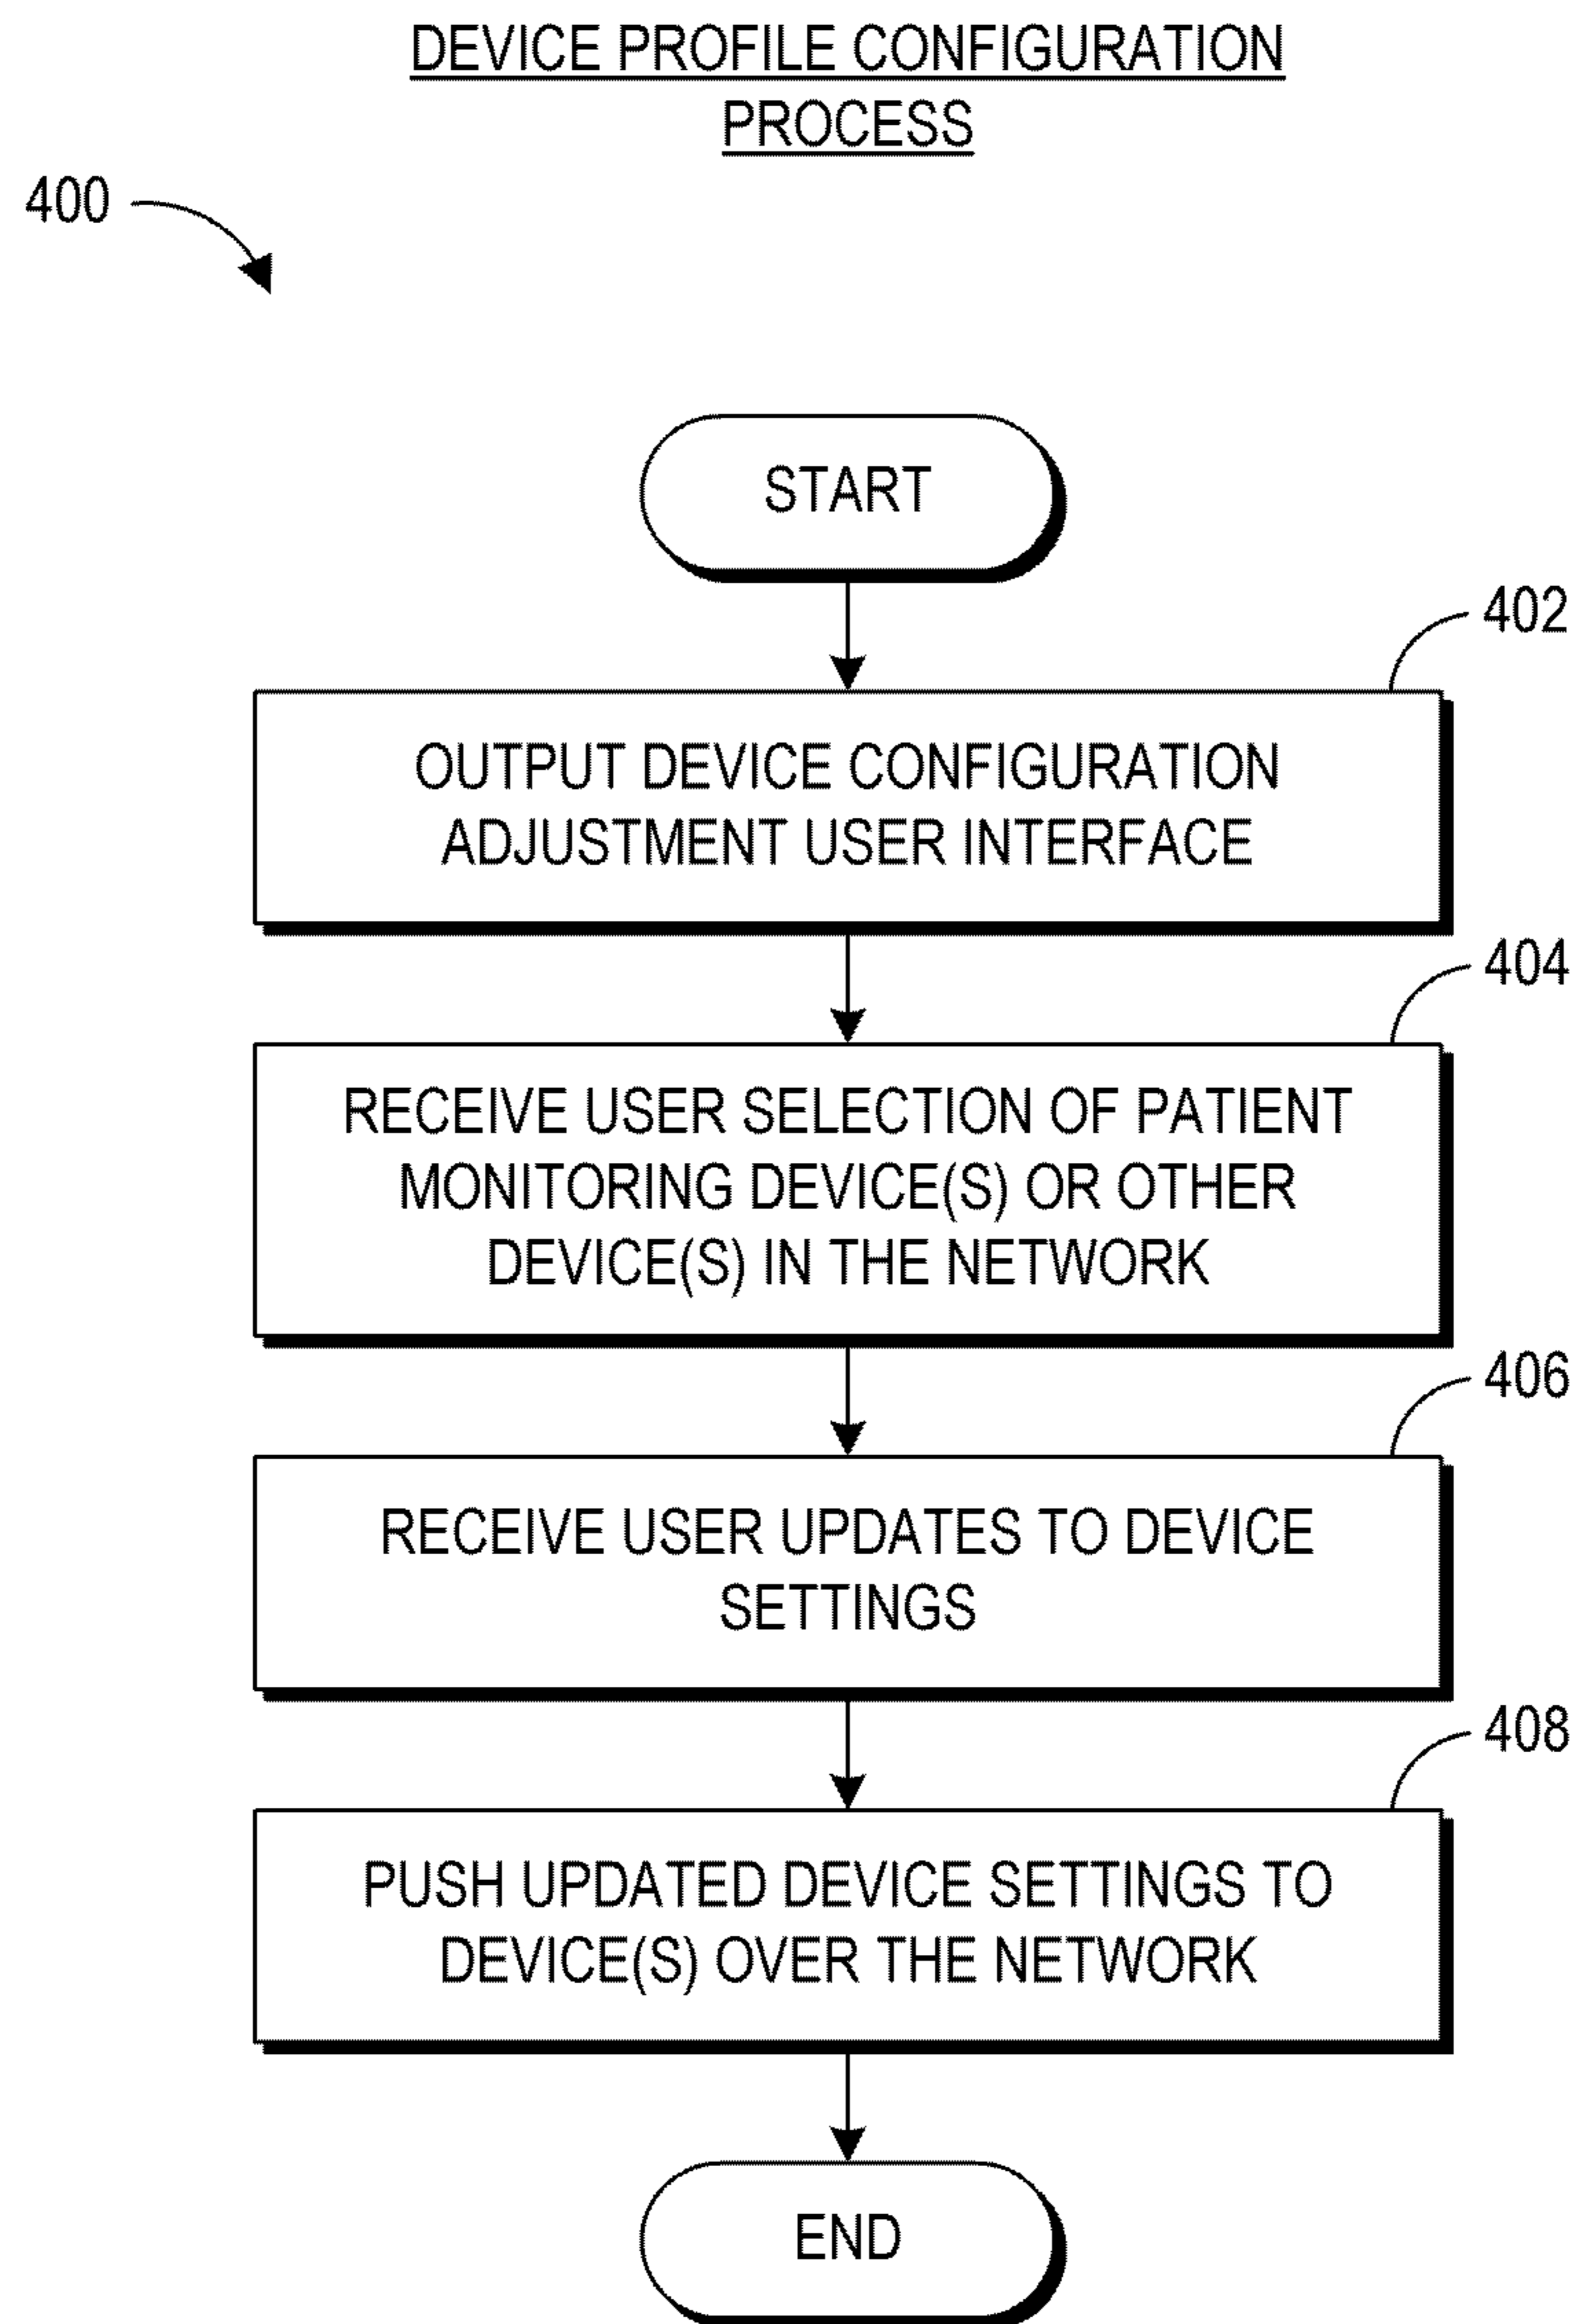 DEVICE PROFILE CONFIGURATION
PROCESS
400
START
402
OUTPUT DEVICE CONFIGURATION
ADJUSTMENT USER INTERFACE
404
RECEIVE USER SELECTION OF PATIENT
MONITORING DEVICE(S) OR OTHER
DEVICE(S) IN THE NETWORK
406
RECEIVE USER UPDATES TO DEVICE
SETTINGS
408
PUSH UPDATED DEVICE SETTINGS TO
DEVICE(S) OVER THE NETWORK
END